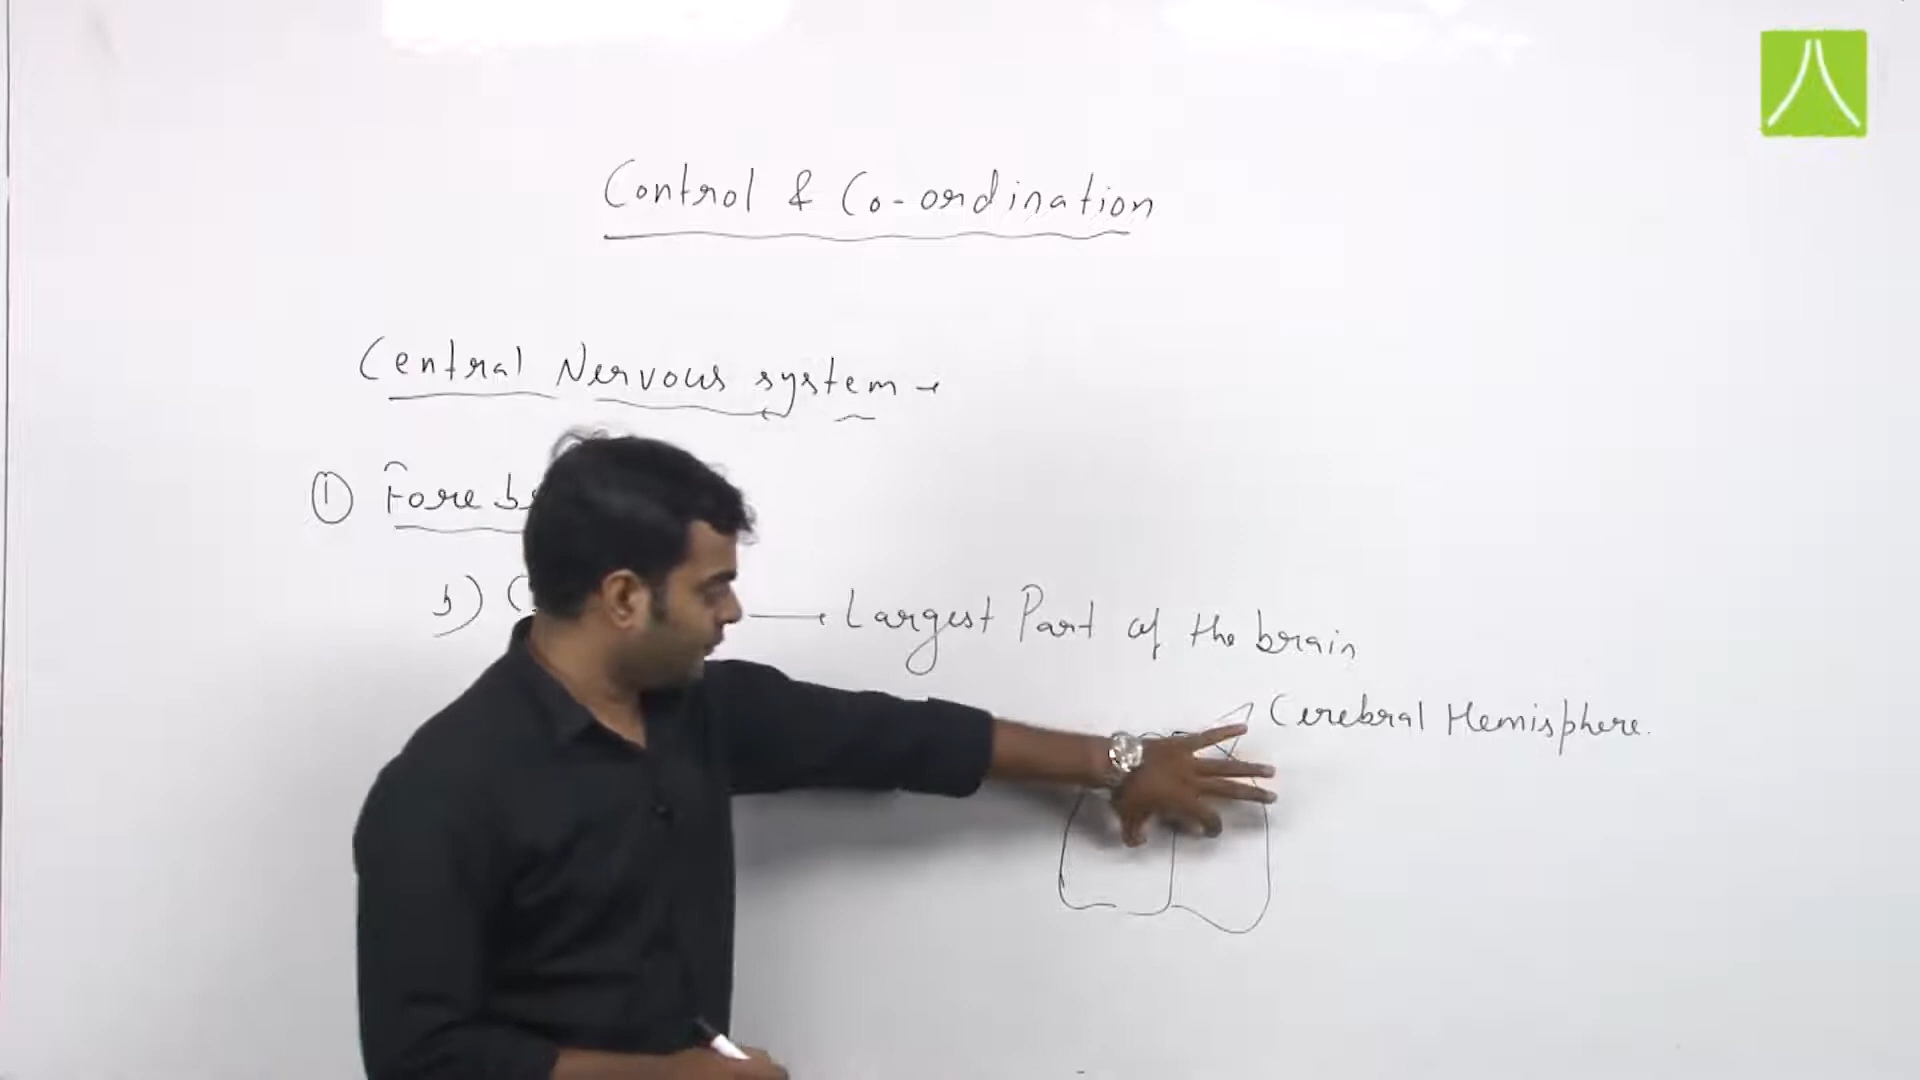 Control & Co-ordination
Central Nervous system →
① Fore
b)
→ Largest Part of the brain
Cerebral Hemisphere.